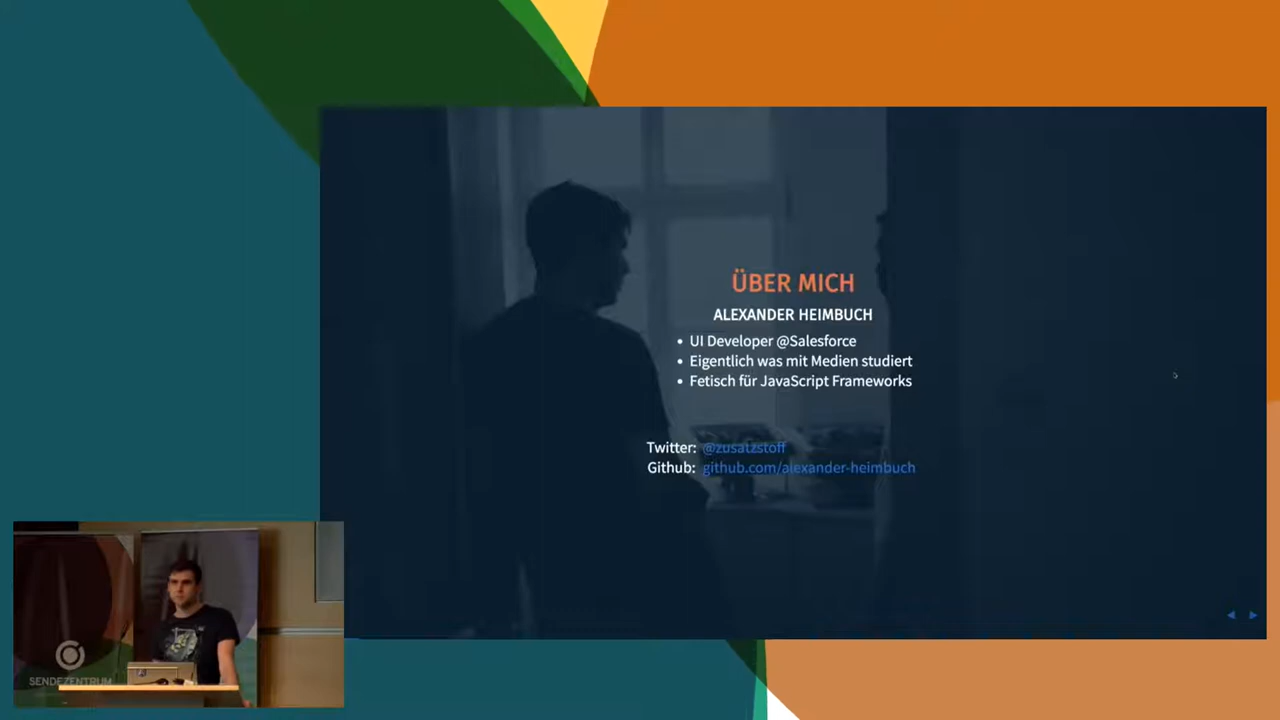 ÜBER MICH
ALEXANDER HEIMBUCH
• UI Developer @Salesforce
• Eigentlich was mit Medien studiert
• Fetisch für JavaScript Frameworks
Twitter: @zusatzstoff
Github: github.com/alexander-heimbuch
SENDEZENTRUM